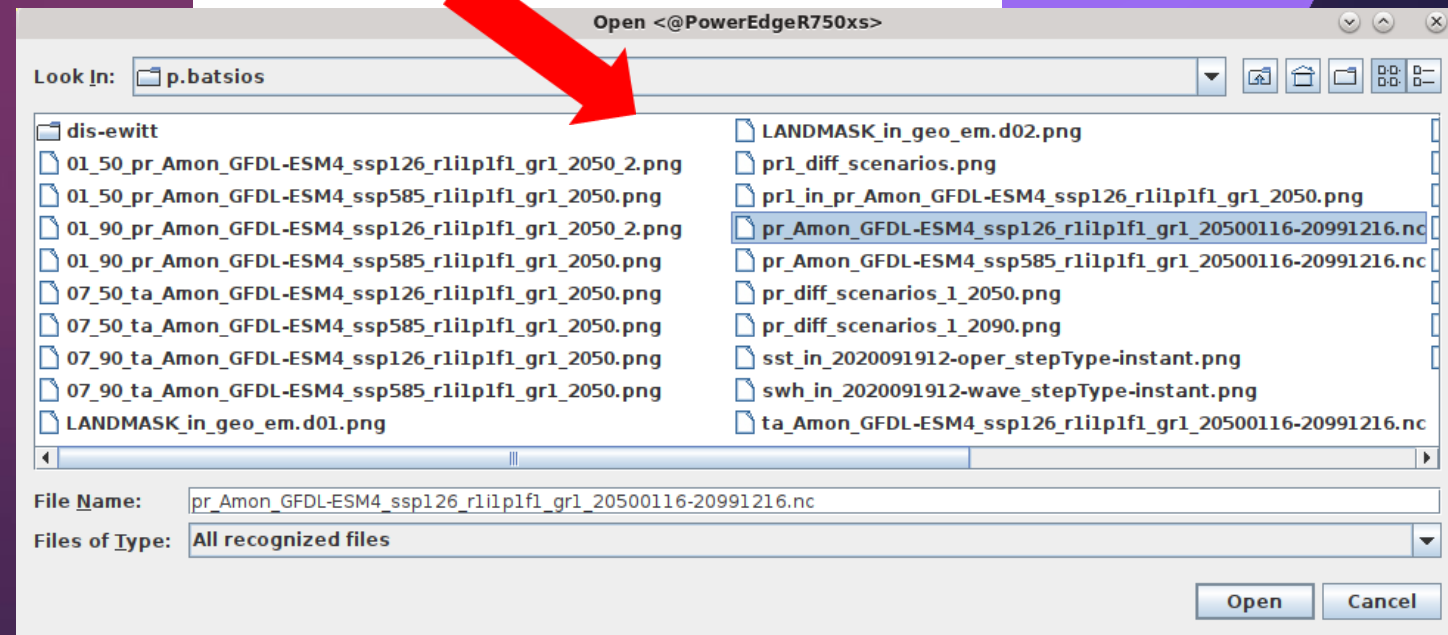 Open <@PowerEdgeR750xs>
Look In: p.batsios
dis-ewitt
01_50_pr_Amon_GFDL-ESM4_ssp126_r1i1p1f1_gr1_2050_2.png
01_50_pr_Amon_GFDL-ESM4_ssp585_r1i1p1f1_gr1_2050.png
01_90_pr_Amon_GFDL-ESM4_ssp126_r1i1p1f1_gr1_2050_2.png
01_90_pr_Amon_GFDL-ESM4_ssp585_r1i1p1f1_gr1_2050.png
07_50_ta_Amon_GFDL-ESM4_ssp126_r1i1p1f1_gr1_2050.png
07_50_ta_Amon_GFDL-ESM4_ssp585_r1i1p1f1_gr1_2050.png
07_90_ta_Amon_GFDL-ESM4_ssp126_r1i1p1f1_gr1_2050.png
07_90_ta_Amon_GFDL-ESM4_ssp585_r1i1p1f1_gr1_2050.png
LANDMASK_in_geo_em.d01.png
LANDMASK_in_geo_em.d02.png
pr1_diff_scenarios.png
pr1_in_pr_Amon_GFDL-ESM4_ssp126_r1i1p1f1_gr1_2050.png
pr_Amon_GFDL-ESM4_ssp126_r1i1p1f1_gr1_20500116-20991216.nc
pr_Amon_GFDL-ESM4_ssp585_r1i1p1f1_gr1_20500116-20991216.nc
pr_diff_scenarios_1_2050.png
pr_diff_scenarios_1_2090.png
sst_in_2020091912-oper_stepType-instant.png
swh_in_2020091912-wave_stepType-instant.png
ta_Amon_GFDL-ESM4_ssp126_r1i1p1f1_gr1_20500116-20991216.nc
File Name: pr_Amon_GFDL-ESM4_ssp126_r1i1p1f1_gr1_20500116-20991216.nc
Files of Type: All recognized files
Open Cancel